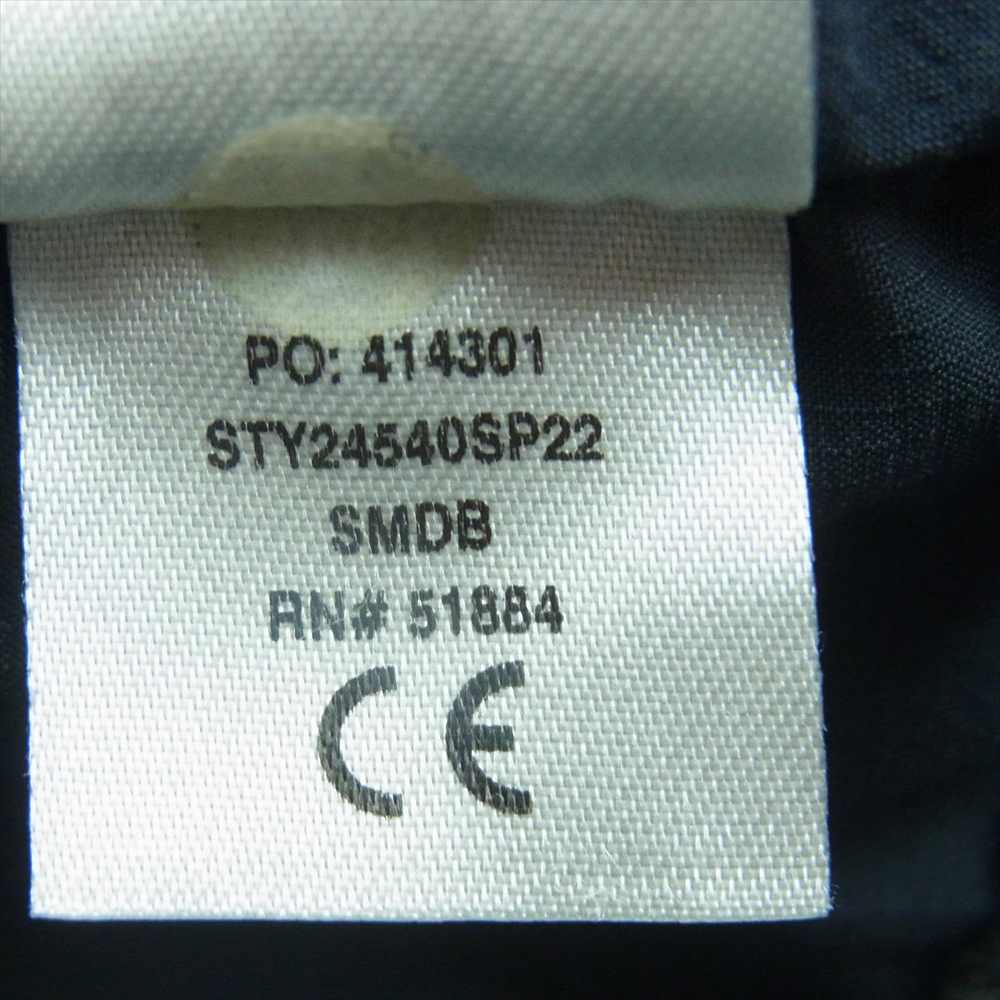 PO: 414301
STY24540SP22
SMDB
RN# 51884
CE